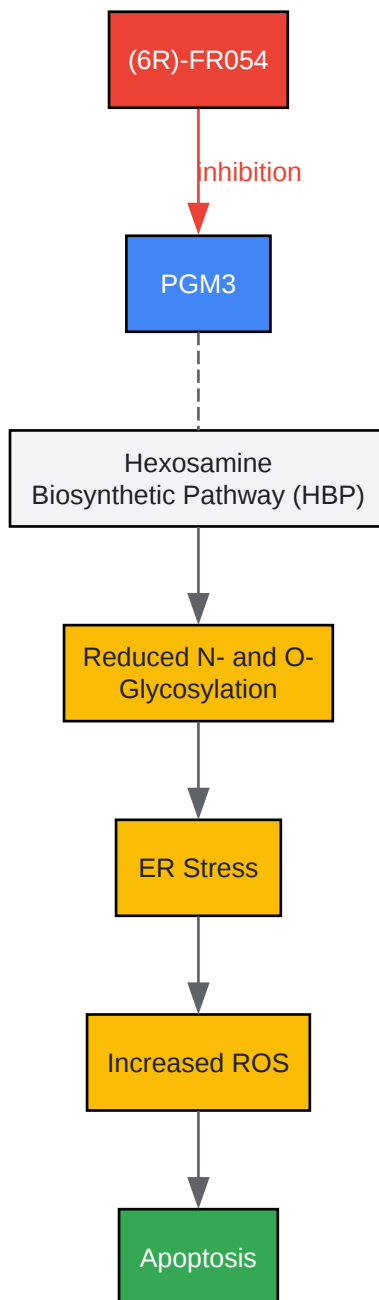 (6R)-FR054
inhibition
PGM3
Hexosamine
Biosynthetic Pathway (HBP)
Reduced N- and O-
Glycosylation
ER Stress
Increased ROS
Apoptosis